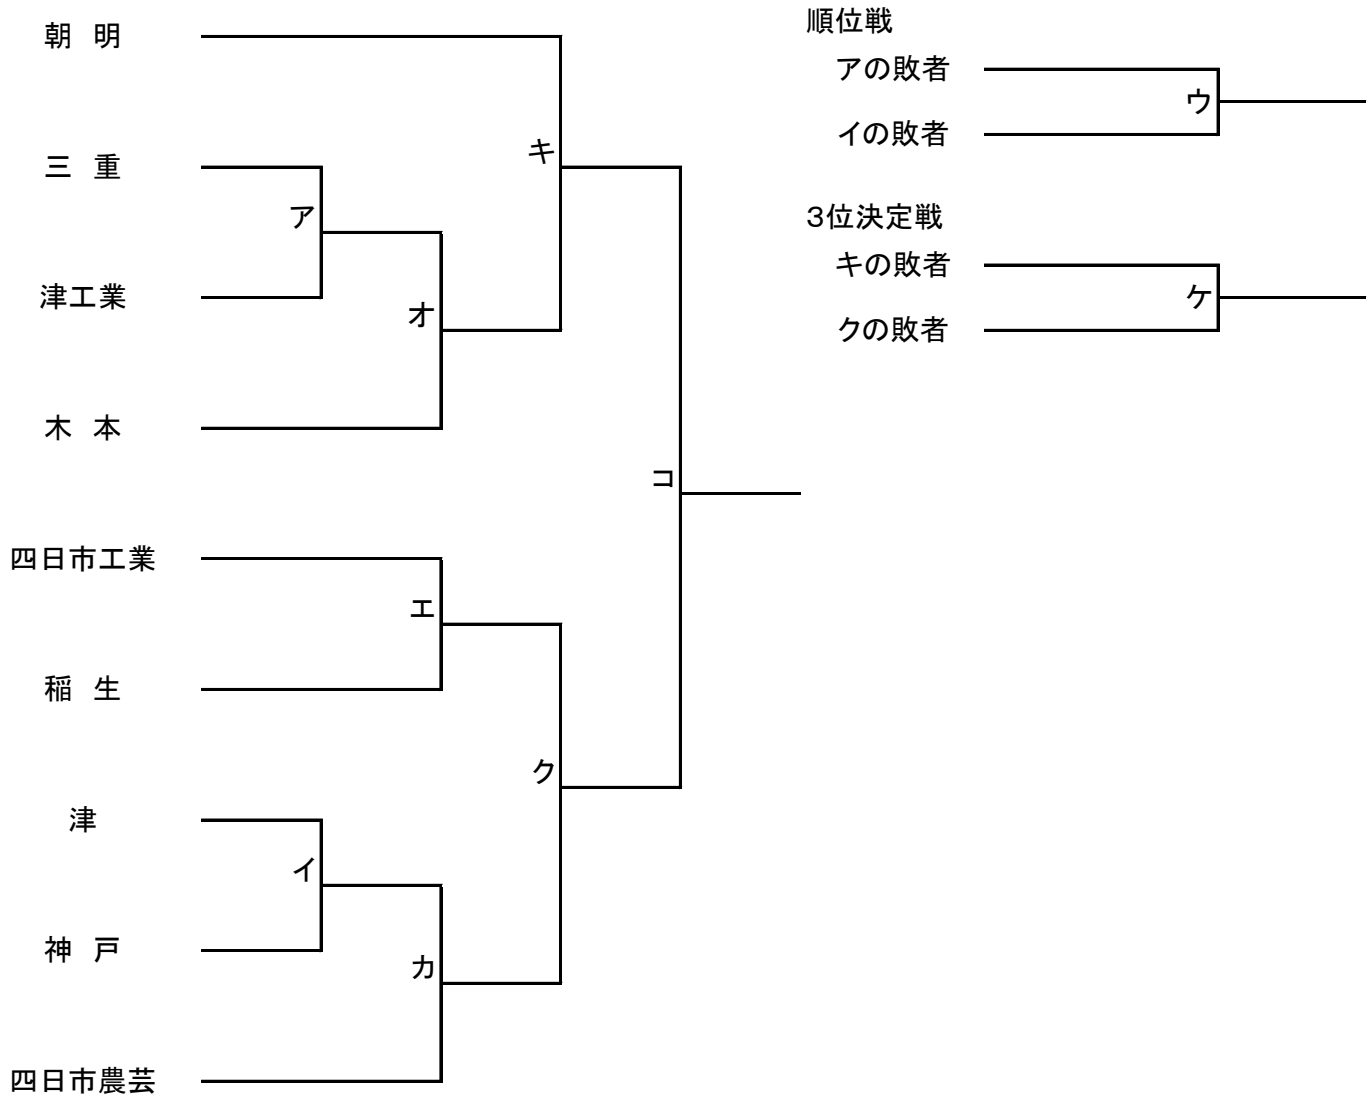 朝　明
三　重
津工業
木　本
四日市工業
稲　生
津
神　戸
四日市農芸
ア
イ
エ
オ
カ
キ
ク
コ
順位戦
アの敗者
イの敗者
ウ
3位決定戦
キの敗者
クの敗者
ケ